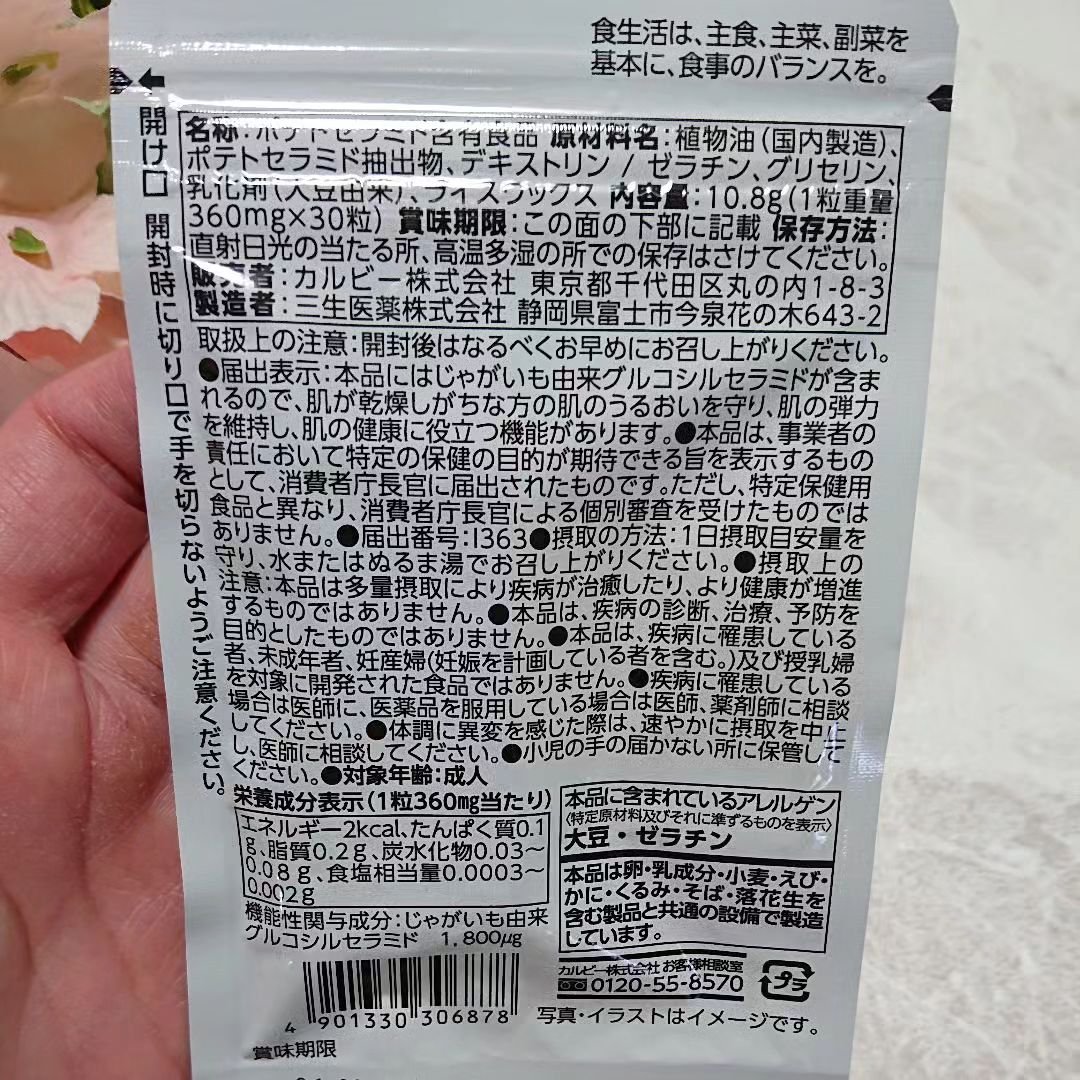 食生活は、主食、主菜、副菜を
基本に、食事のバランスを。
開け口 開封時に切り口で手を切らないようご注意ください。
名称：ポテトセラミド含有食品 原材料名：植物油（国内製造）、
ポテトセラミド抽出物、デキストリン / ゼラチン、グリセリン、
乳化剤（大豆由来）、ライスワックス 内容量：10.8g（1粒重量
360mg×30粒） 賞味期限：この面の下部に記載 保存方法：
直射日光の当たる所、高温多湿の所での保存はさけてください。
販売者：カルビー株式会社 東京都千代田区丸の内1-8-3
製造者：三生医薬株式会社 静岡県富士市今泉花の木643-2
取扱上の注意：開封後はなるべくお早めにお召し上がりください。
●届出表示：本品にはじゃがいも由来グルコシルセラミドが含ま
れるので、肌が乾燥しがちな方の肌のうるおいを守り、肌の弾力
を維持し、肌の健康に役立つ機能があります。●本品は、事業者の
責任において特定の保健の目的が期待できる旨を表示するもの
として、消費者庁長官に届出されたものです。ただし、特定保健用
食品と異なり、消費者庁長官による個別審査を受けたものでは
ありません。●届出番号：I363●摂取の方法：1日摂取目安量を
守り、水またはぬるま湯でお召し上がりください。●摂取上の
注意：本品は多量摂取により疾病が治癒したり、より健康が増進
するものではありません。●本品は、疾病の診断、治療、予防を
目的としたものではありません。●本品は、疾病に罹患している
者、未成年者、妊産婦（妊娠を計画している者を含む。）及び授乳婦
を対象に開発された食品ではありません。●疾病に罹患している
場合は医師に、医薬品を服用している場合は医師、薬剤師に相談
してください。●体調に異変を感じた際は、速やかに摂取を中止
し、医師に相談してください。●小児の手の届かない所に保管して
ください。●対象年齢：成人
栄養成分表示（1粒360mg当たり）
エネルギー2kcal、たんぱく質0.1
g、脂質0.2g、炭水化物0.03～
0.08g、食塩相当量0.0003～
0.002g
機能性関与成分：じゃがいも由来
グルコシルセラミド 1,800μg
本品に含まれているアレルゲン
〈特定原材料及びそれに準ずるものを表示〉
大豆・ゼラチン
本品は卵・乳成分・小麦・えび・
かに・くるみ・そば・落花生を
含む製品と共通の設備で製造
しています。
カルビー株式会社 お客様相談室
0120-55-8570
プラ
写真・イラストはイメージです。
4 901330 306878
賞味期限